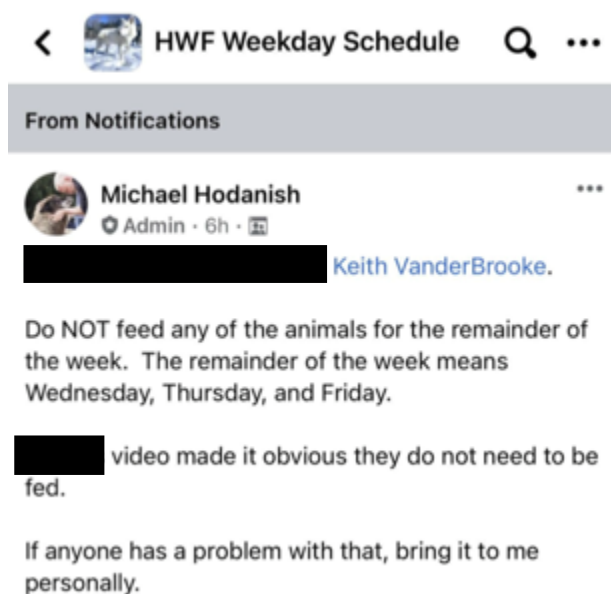 HWF Weekday Schedule
From Notifications
Michael Hodanish
Admin · 6h ·
Keith VanderBrooke.
Do NOT feed any of the animals for the remainder of
the week. The remainder of the week means
Wednesday, Thursday, and Friday.
video made it obvious they do not need to be
fed.
If anyone has a problem with that, bring it to me
personally.